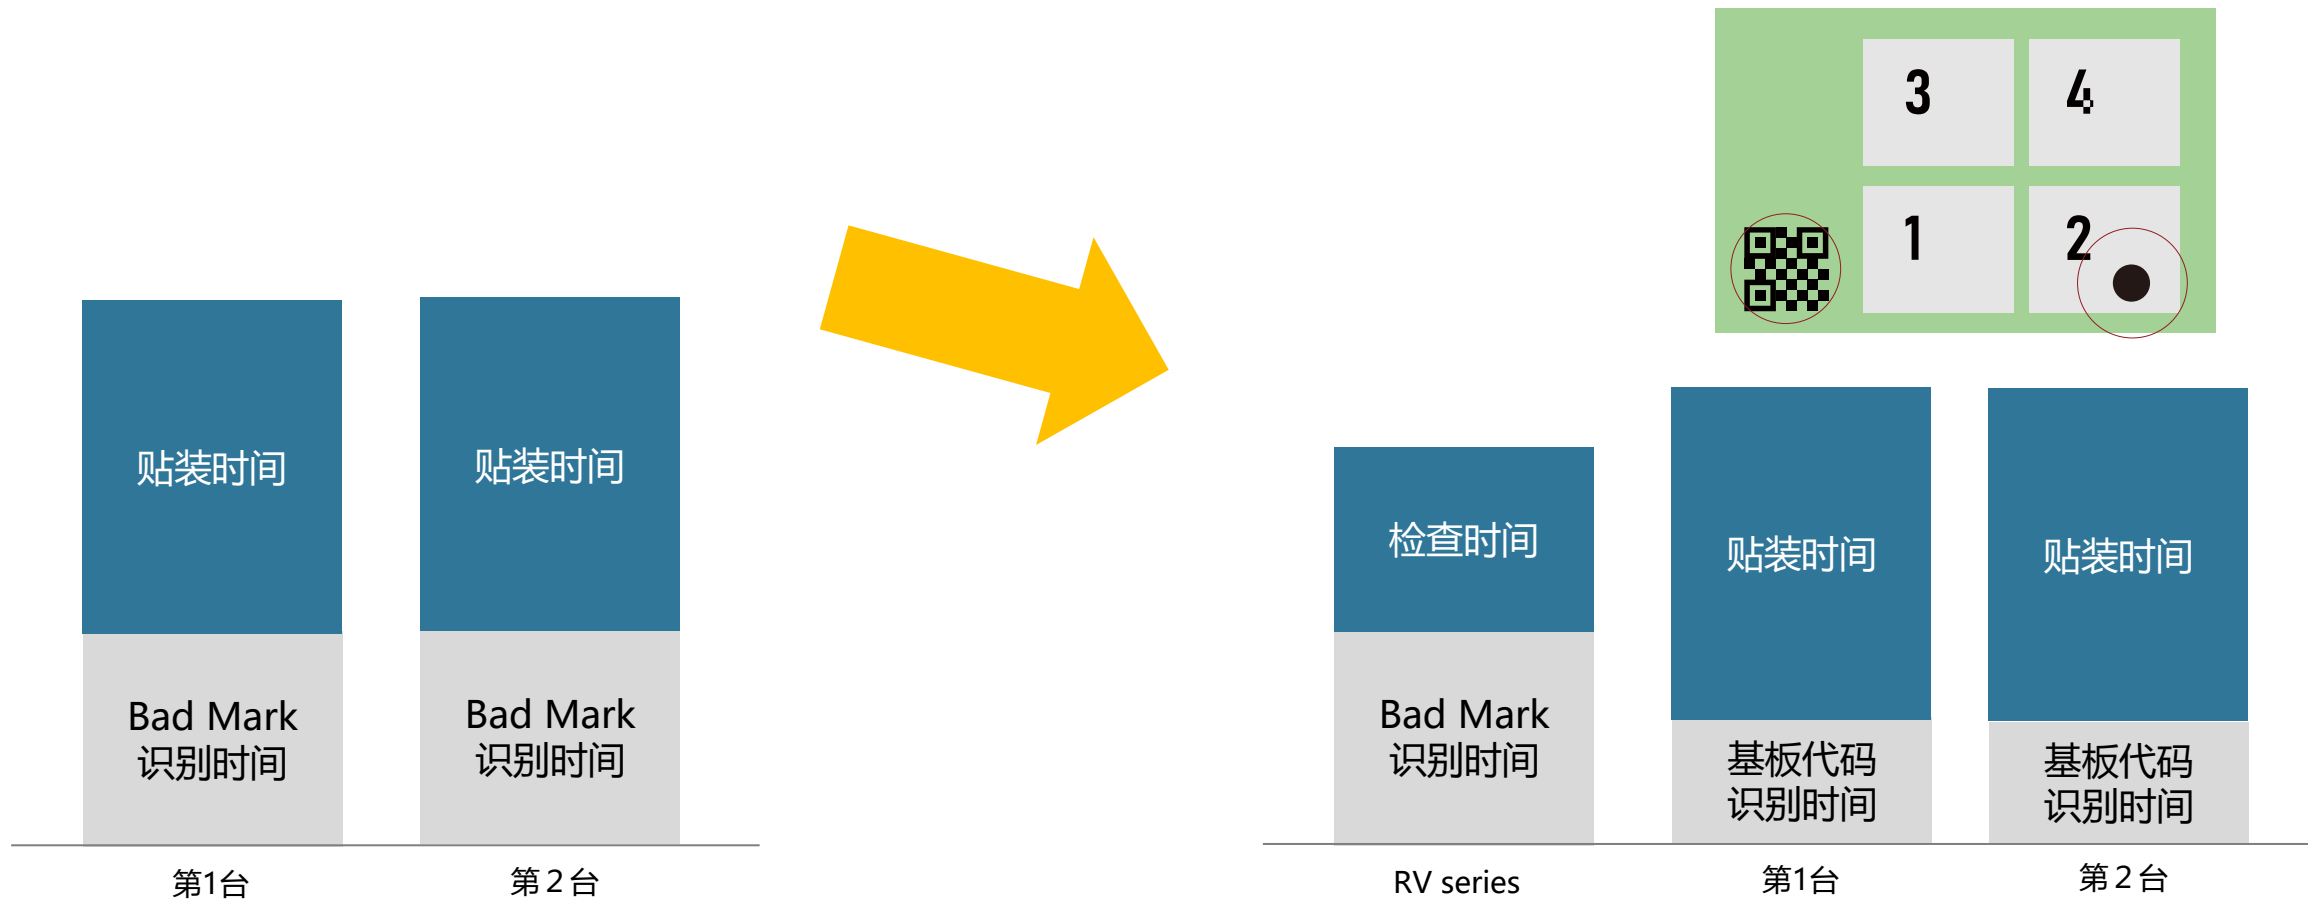 3
4
1
2
贴装时间
贴装时间
Bad Mark
识别时间
Bad Mark
识别时间
第1台
第２台
检查时间
贴装时间
贴装时间
Bad Mark
识别时间
基板代码
识别时间
基板代码
识别时间
RV series
第1台
第２台